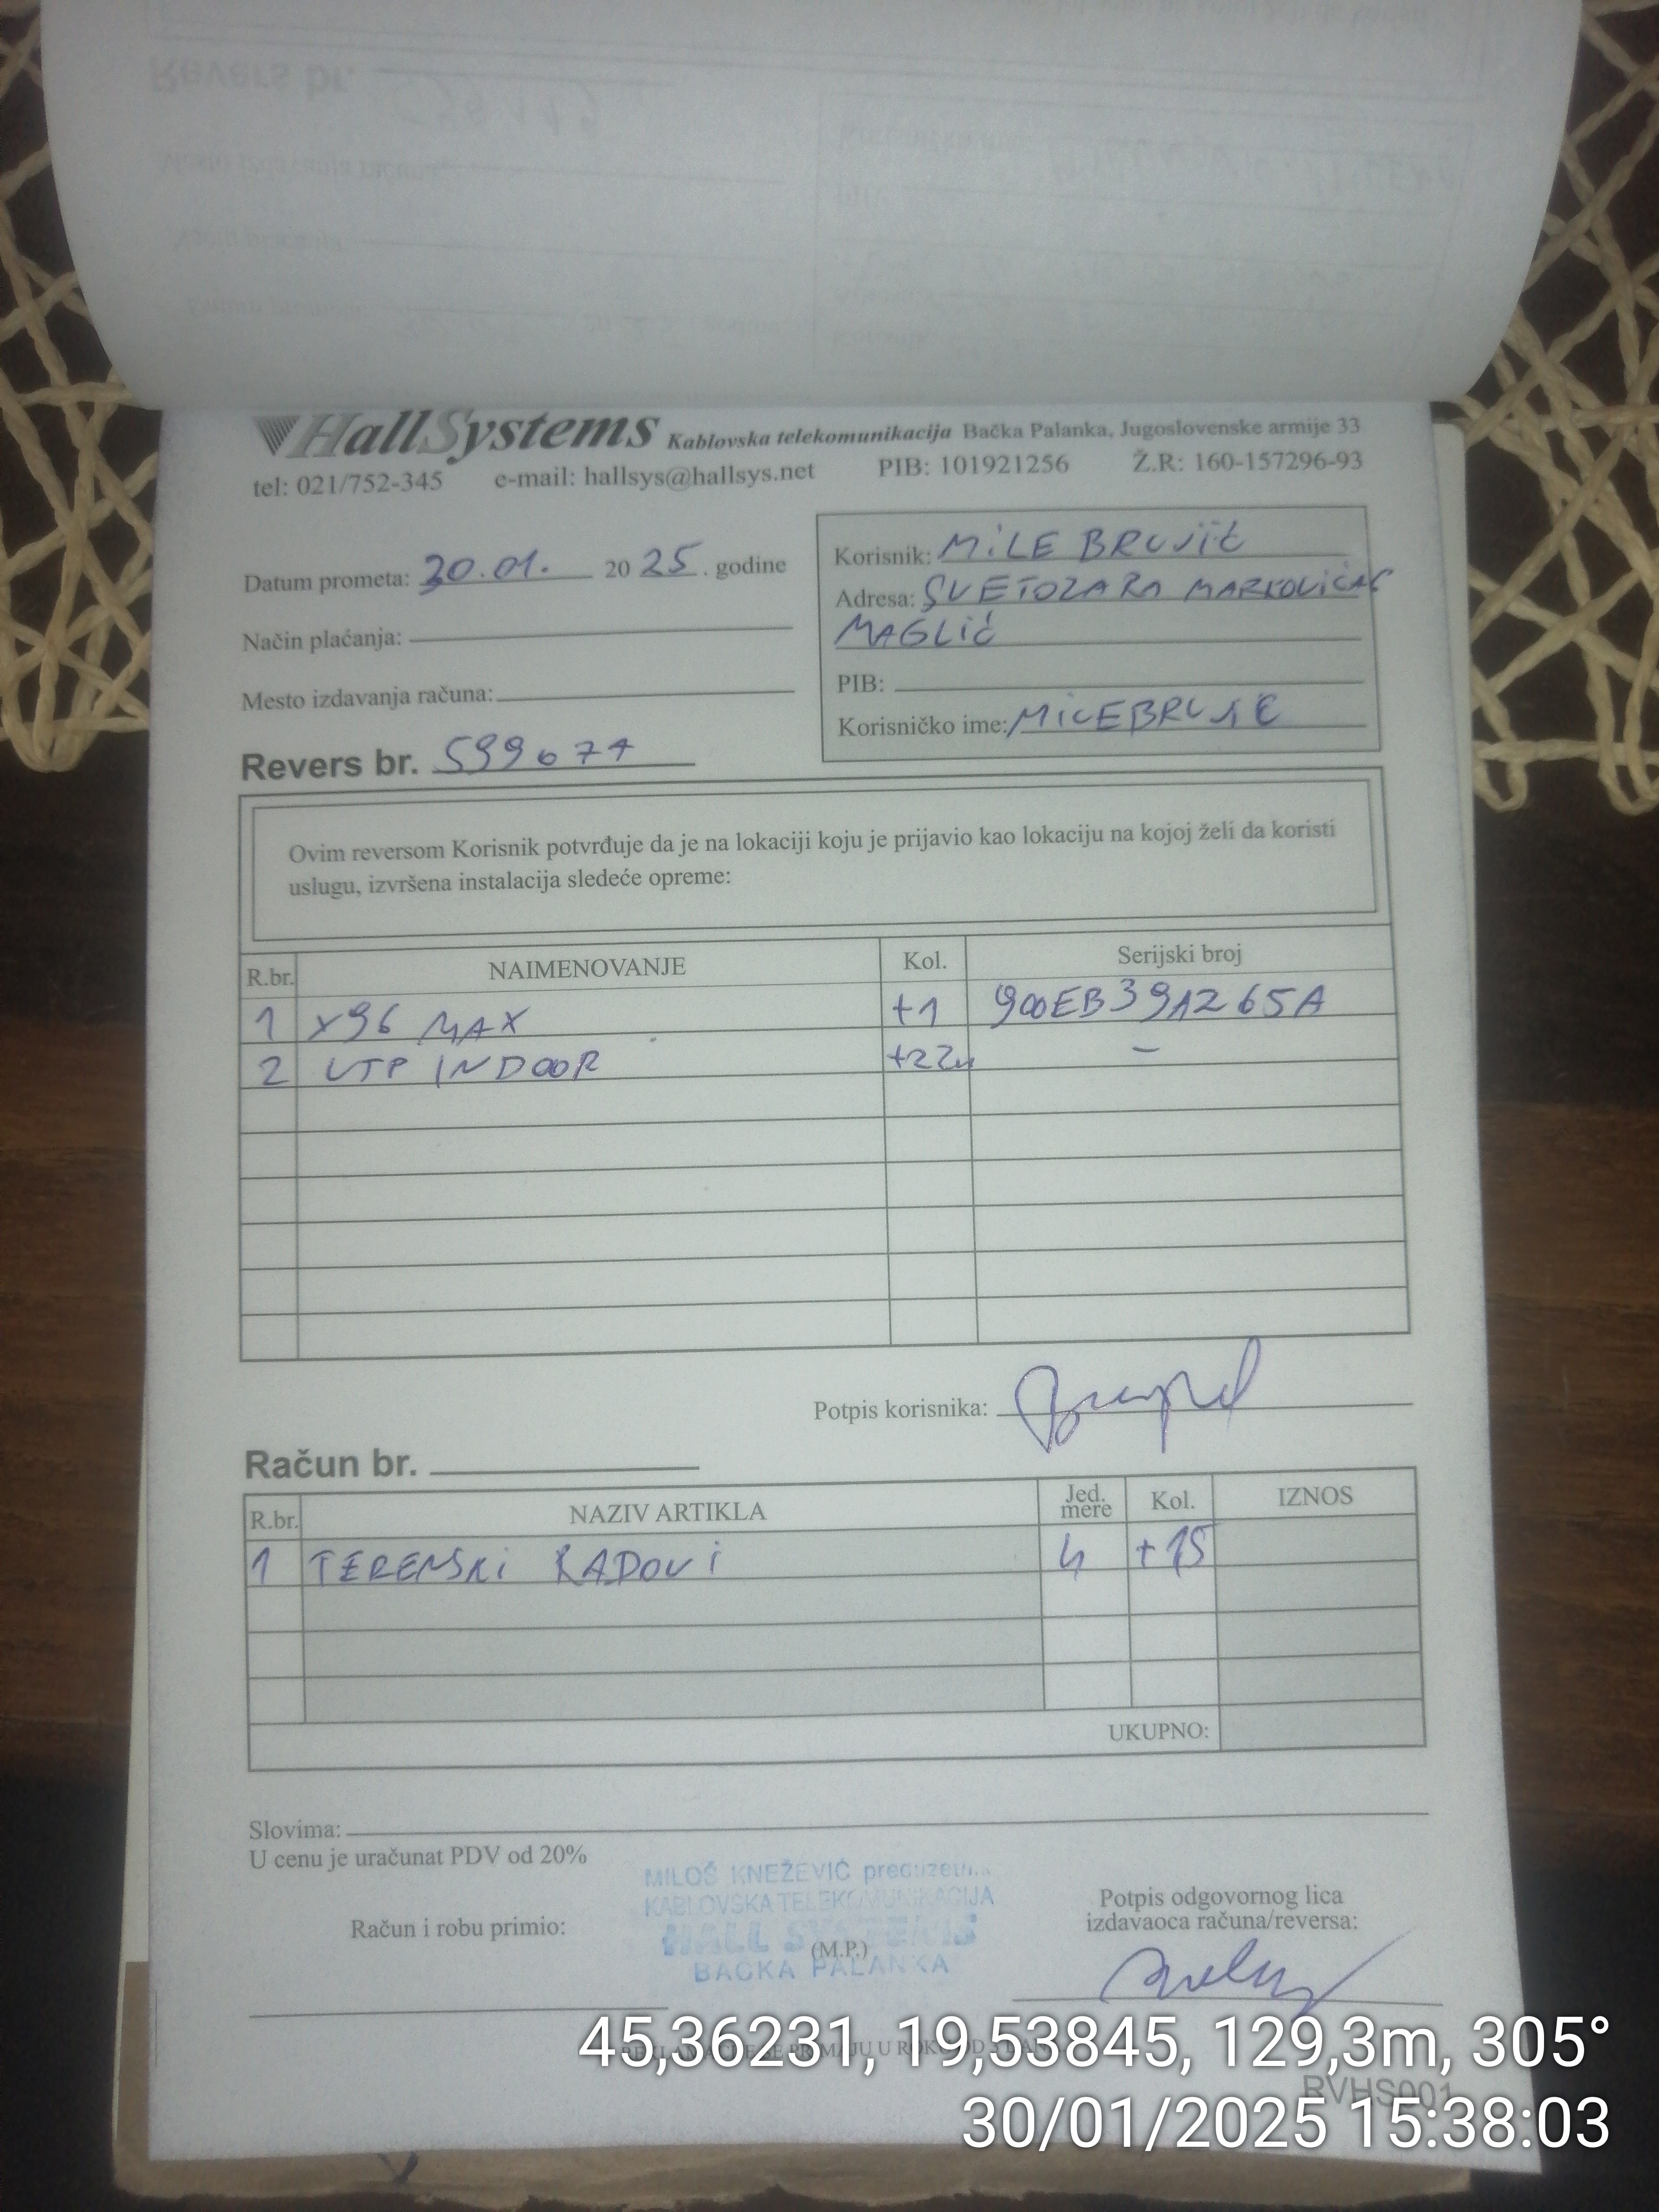 HallSystems Kablovska telekomunikacija Bačka Palanka, Jugoslovenske armije 33
tel: 021/752-345 e-mail: hallsys@hallsys.net PIB: 101921256 Ž.R: 160-157296-93
Datum prometa: 30.01. 2025. godine
Način plaćanja:
Mesto izdavanja računa:
Revers br.
Korisnik: MILE BRUJIĆ
Adresa: SVETOZARA MARKOVIĆA
MAGLIĆ
PIB:
Korisničko ime: MILEBRUJIC
Ovim reversom Korisnik potvrđuje da je na lokaciji koju je prijavio kao lokaciju na kojoj želi da koristi
uslugu, izvršena instalacija sledeće opreme:
R.br. NAIMENOVANJE Kol. Serijski broj
1 X96 MAX +1 900EB39A265A
2 UTP INDOOR +22m –
Potpis korisnika:
Račun br.
R.br. NAZIV ARTIKLA Jed. mere Kol. IZNOS
1 TERENSKI RADOVI +15
UKUPNO:
Slovima:
U cenu je uračunat PDV od 20%
MILOŠ KNEŽEVIĆ
KABLOVSKA TELEKOMUNIKACIJA
HALL SYSTEMS
BAČKA PALANKA
Račun i robu primio:
(M.P.)
Potpis odgovornog lica
izdavaoca računa/reversa:
45,36231, 19,53845, 129,3m, 305°
RVHS001
30/01/2025 15:38:03